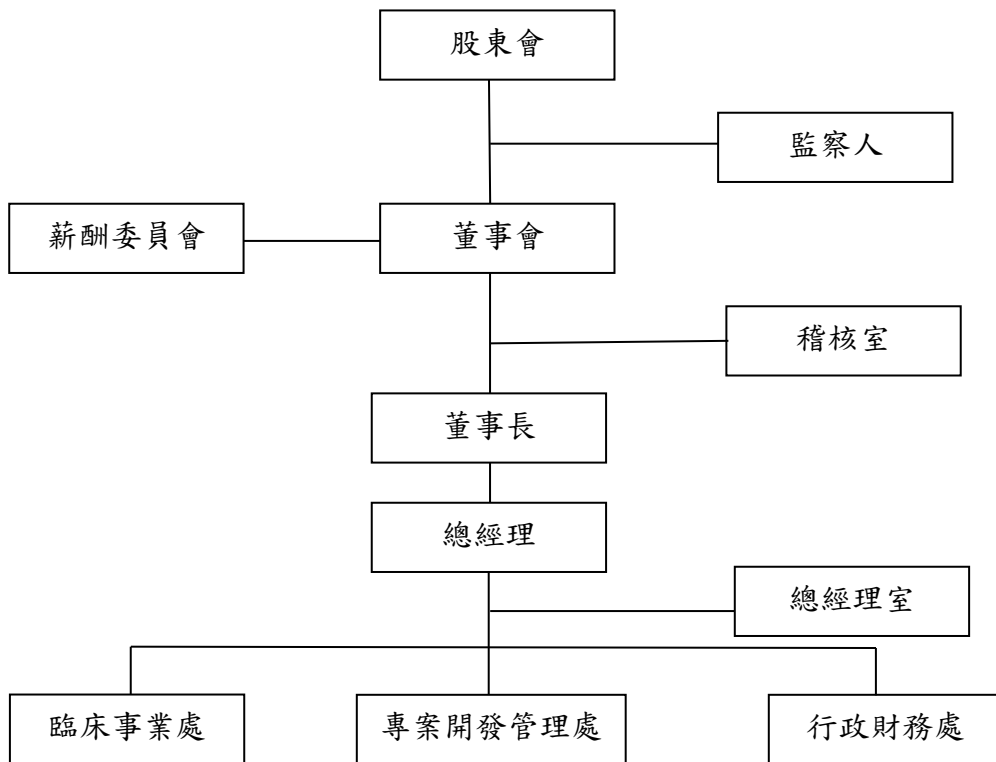 股東會
監察人
薪酬委員會
董事會
稽核室
董事長
總經理
總經理室
臨床事業處
專案開發管理處
行政財務處